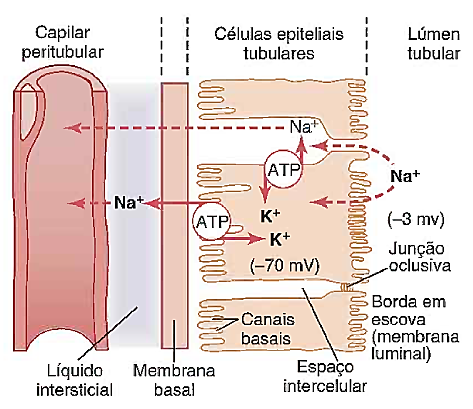 Capilar
peritubular
Células epiteliais
tubulares
Lúmen
tubular
Na+
ATP
Na+
Na+
ATP
K+
K+
(–3 mv)
(–70 mV)
Junção
oclusiva
Canais
basais
Borda em
escova
(membrana
luminal)
Líquido
intersticial
Membrana
basal
Espaço
intercelular